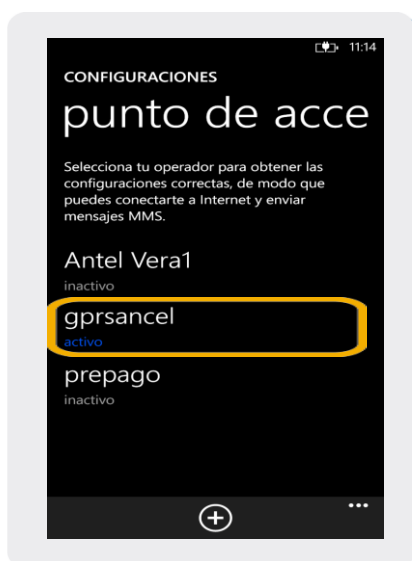 11:14
CONFIGURACIONES
punto de acce
Selecciona tu operador para obtener las
configuraciones correctas, de modo que
puedes conectarte a Internet y enviar
mensajes MMS.
Antel Vera1
inactivo
gprsancel
activo
prepago
inactivo